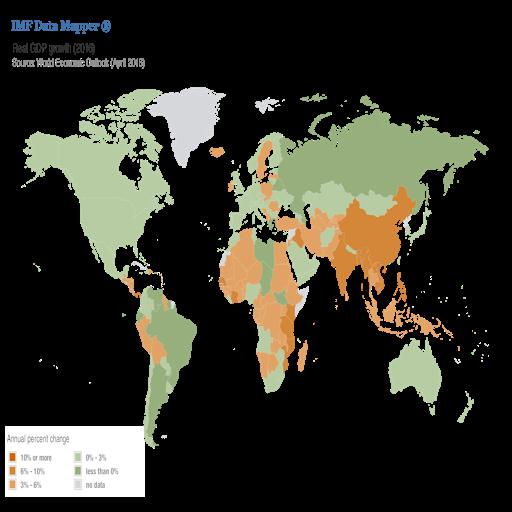 IMF Data Mapper ®
Real GDP growth (2016)
Source: World Economic Outlook (April 2016)
Annual percent change
10% or more
6% - 10%
3% - 6%
0% - 3%
less than 0%
no data